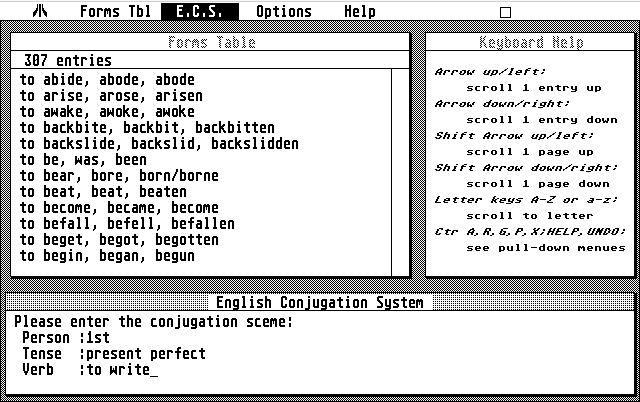 Forms Tbl E.C.S. Options Help
Forms Table
307 entries
to abide, abode, abode
to arise, arose, arisen
to awake, awoke, awoke
to backbite, backbit, backbitten
to backslide, backslid, backslidden
to be, was, been
to bear, bore, born/borne
to beat, beat, beaten
to become, became, become
to befall, befell, befallen
to beget, begot, begotten
to begin, began, begun
Keyboard Help
Arrow up/left:
scroll 1 entry up
Arrow down/right:
scroll 1 entry down
Shift Arrow up/left:
scroll 1 page up
Shift Arrow down/right:
scroll 1 page down
Letter keys A-Z or a-z:
scroll to letter
Ctr A,R,G,P,X;HELP,UNDO:
see pull-down menues
English Conjugation System
Please enter the conjugation sceme:
Person :1st
Tense :present perfect
Verb :to write_